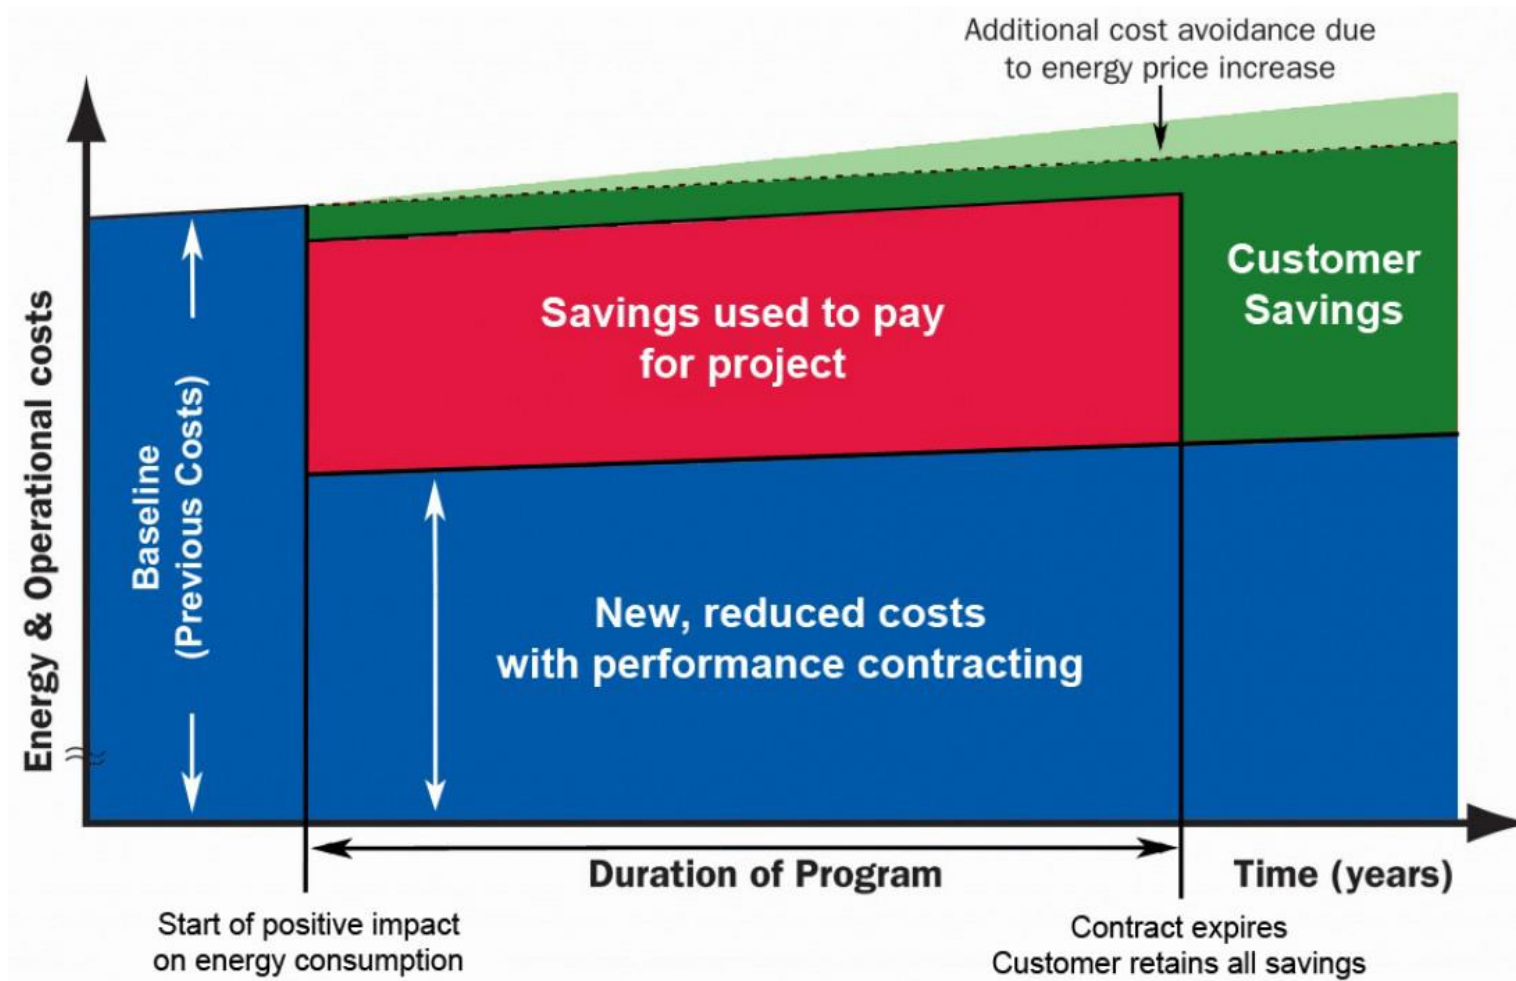 Additional cost avoidance due
to energy price increase
Energy & Operational costs
Baseline
(Previous Costs)
Savings used to pay
for project
Customer
Savings
New, reduced costs
with performance contracting
Duration of Program
Time (years)
Start of positive impact
on energy consumption
Contract expires
Customer retains all savings